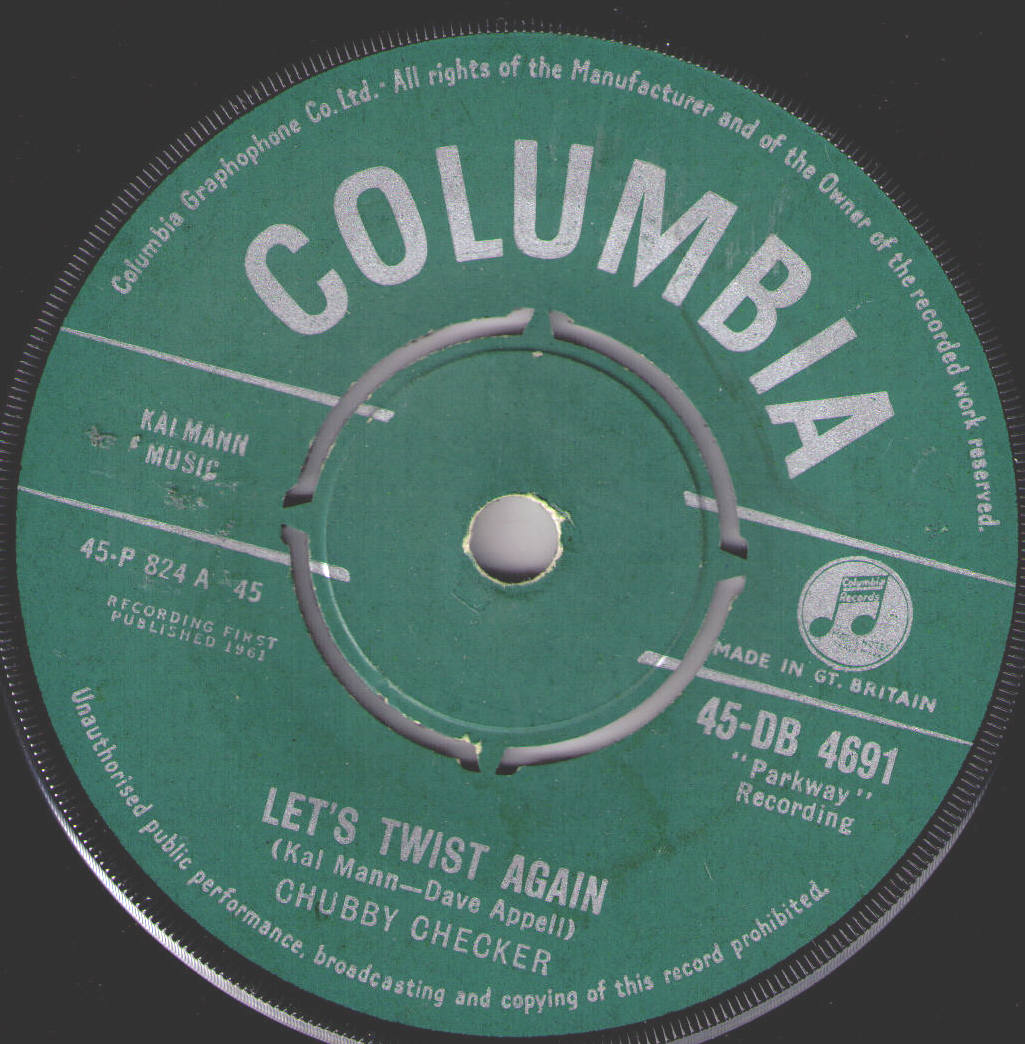 Columbia Graphophone Co. Ltd. · All rights of the Manufacturer and of the Owner of the recorded work reserved.
COLUMBIA
KALMANN
MUSIC
45-P 824 A 45
RECORDING FIRST
PUBLISHED 1961
Columbia
Records
MADE IN GT. BRITAIN
45-DB 4691
"Parkway"
Recording
LET'S TWIST AGAIN
(Kal Mann—Dave Appell)
CHUBBY CHECKER
Unauthorised public performance, broadcasting and copying of this record prohibited.